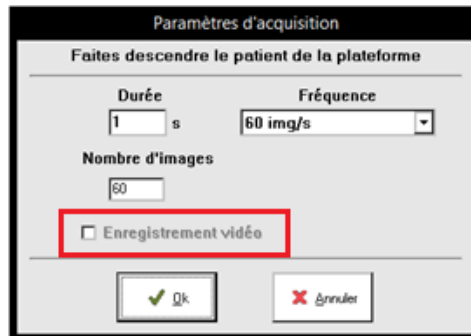 Paramètres d'acquisition
Faites descendre le patient de la plateforme
Durée Fréquence
1 s 60 img/s
Nombre d'images
60
Enregistrement vidéo
Ok Annuler